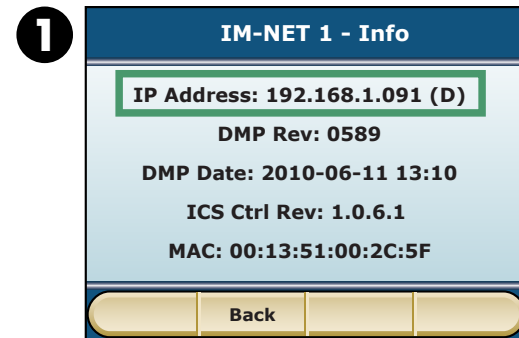 1
IM-NET 1 - Info
IP Address: 192.168.1.091 (D)
DMP Rev: 0589
DMP Date: 2010-06-11 13:10
ICS Ctrl Rev: 1.0.6.1
MAC: 00:13:51:00:2C:5F
Back